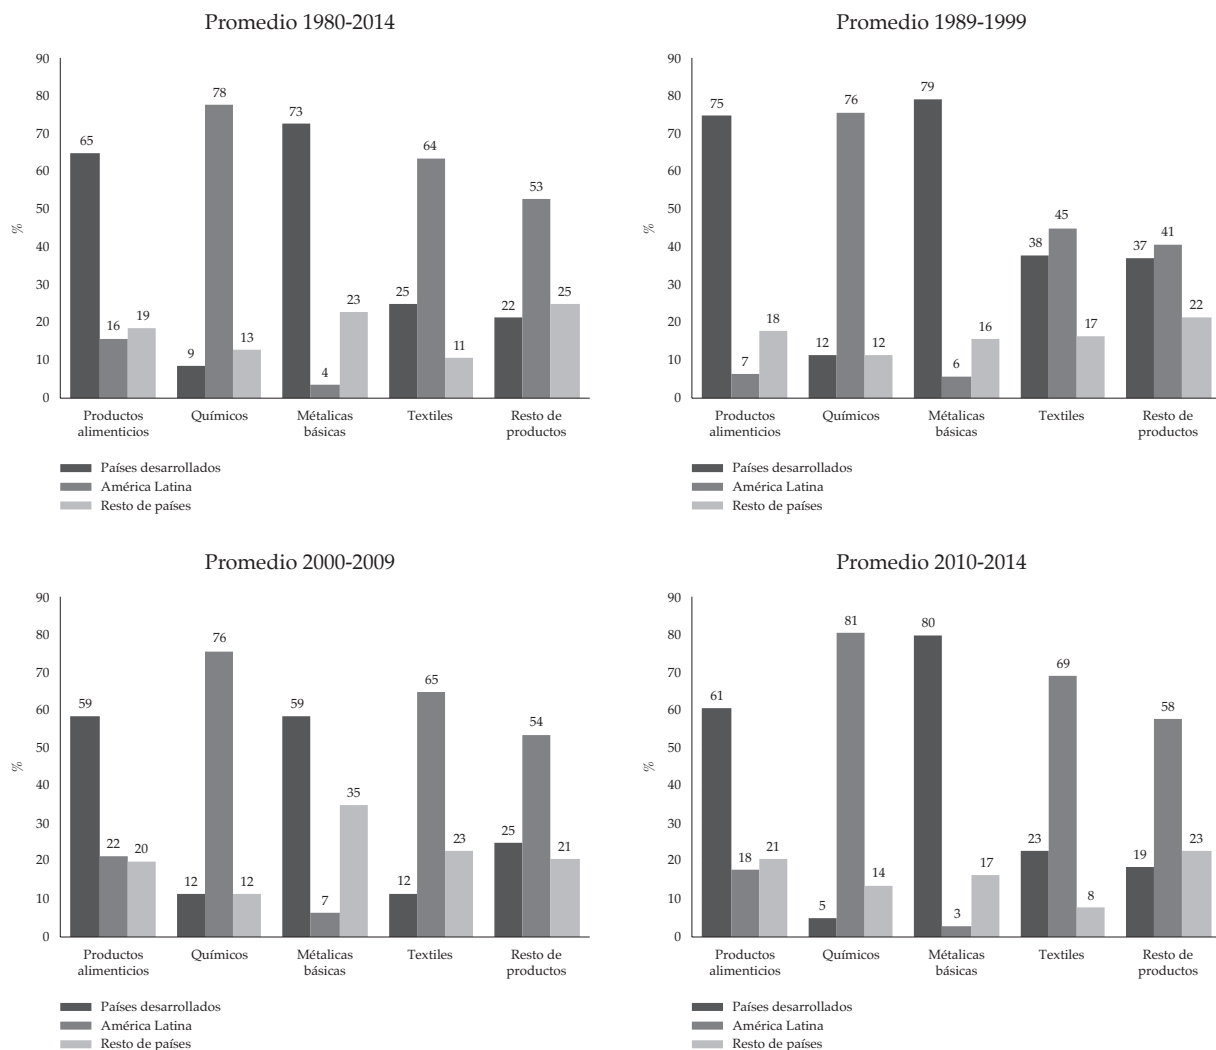 Promedio 1980-2014
90
80
70
60
50
40
30
20
10
0
%
65
16
19
9
78
13
73
4
23
25
64
11
22
53
25
Productos
alimenticios
Químicos
Métalicas
básicas
Textiles
Resto de
productos
Países desarrollados
América Latina
Resto de países
Promedio 1989-1999
90
80
70
60
50
40
30
20
10
0
%
75
7
18
12
76
12
79
6
16
38
45
17
37
41
22
Productos
alimenticios
Químicos
Métalicas
básicas
Textiles
Resto de
productos
Países desarrollados
América Latina
Resto de países
Promedio 2000-2009
90
80
70
60
50
40
30
20
10
0
%
59
22
20
12
76
12
59
7
35
12
65
23
25
54
21
Productos
alimenticios
Químicos
Métalicas
básicas
Textiles
Resto de
productos
Países desarrollados
América Latina
Resto de países
Promedio 2010-2014
90
80
70
60
50
40
30
20
10
0
%
61
18
21
5
81
14
80
3
17
23
69
8
19
58
23
Productos
alimenticios
Químicos
Métalicas
básicas
Textiles
Resto de
productos
Países desarrollados
América Latina
Resto de países